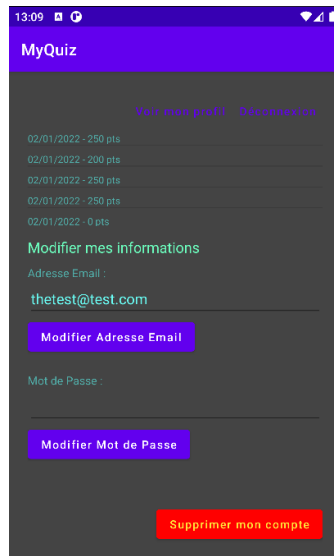 13:09
MyQuiz
Voir mon profil Déconnexion
02/01/2022 - 250 pts
02/01/2022 - 200 pts
02/01/2022 - 250 pts
02/01/2022 - 250 pts
02/01/2022 - 0 pts
Modifier mes informations
Adresse Email :
thetest@test.com
Modifier Adresse Email
Mot de Passe :
Modifier Mot de Passe
Supprimer mon compte